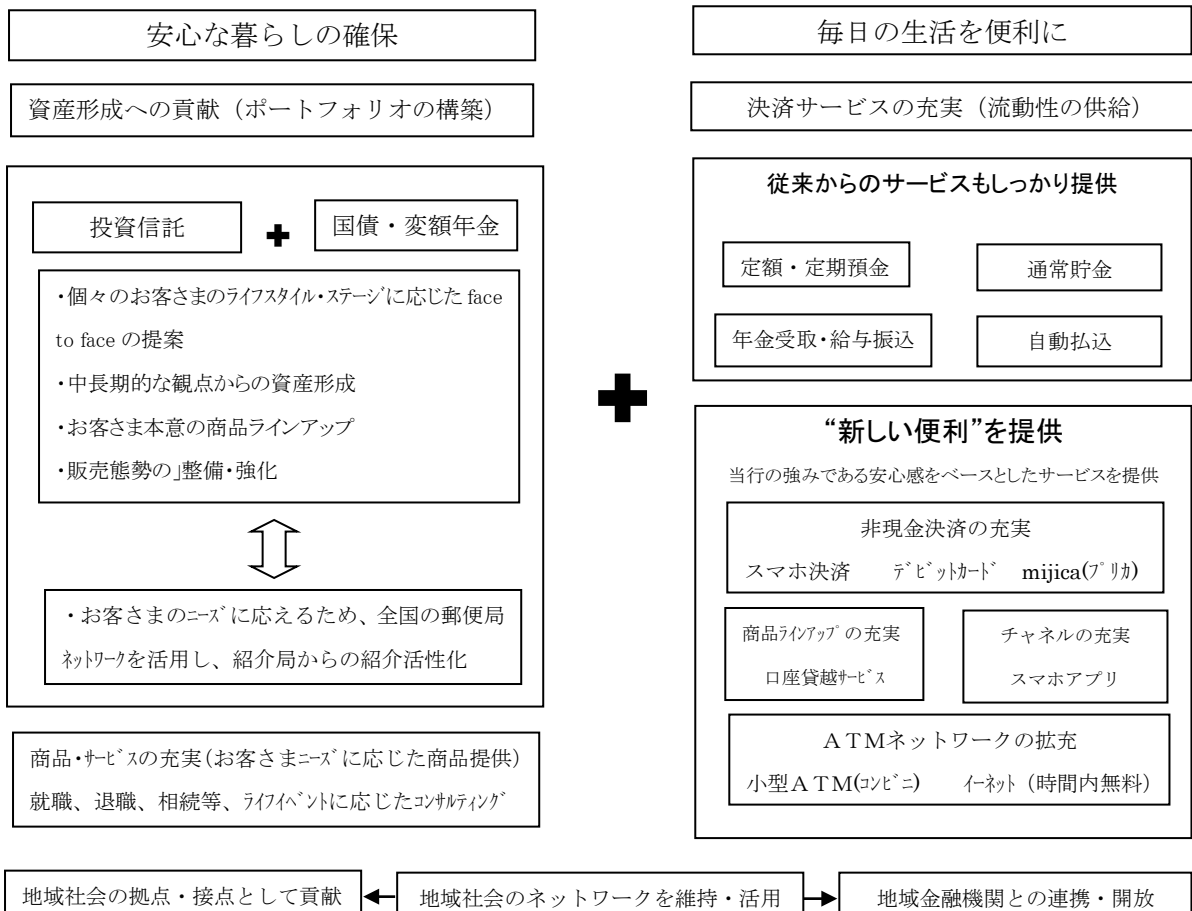 安心な暮らしの確保
資産形成への貢献（ポートフォリオの構築）
投資信託
国債・変額年金
・個々のお客さまのﾗｲﾌｽﾀｲﾙ・ｽﾃｰｼﾞに応じた face
to face の提案
・中長期的な観点からの資産形成
・お客さま本意の商品ラインアップ
・販売態勢の」整備・強化
・お客さまのﾆｰｽﾞに応えるため、全国の郵便局
ﾈｯﾄﾜｰｸを活用し、紹介局からの紹介活性化
商品・ｻｰﾋﾞスの充実（お客さまﾆｰｽﾞに応じた商品提供）
就職、退職、相続等、ﾗｲﾌｲﾍﾞﾝﾄに応じたｺﾝｻﾙﾃｨﾝｸﾞ
毎日の生活を便利に
決済サービスの充実（流動性の供給）
従来からのサービスもしっかり提供
定額・定期預金
通常貯金
年金受取・給与振込
自動払込
“新しい便利”を提供
当行の強みである安心感をベースとしたサービスを提供
非現金決済の充実
スマホ決済 ﾃﾞﾋﾞｯﾄｶｰﾄﾞ mijica(ﾌﾟﾘｶ)
商品ﾗｲﾝｱｯﾌﾟの充実
口座貸越ｻｰﾋﾞｽ
チャネルの充実
スマホアプリ
ＡＴＭネットワークの拡充
小型ＡＴＭ(ｺﾝﾋﾞﾆ) ｲｰﾈｯﾄ（時間内無料）
地域社会の拠点・接点として貢献
地域社会のネットワークを維持・活用
地域金融機関との連携・開放